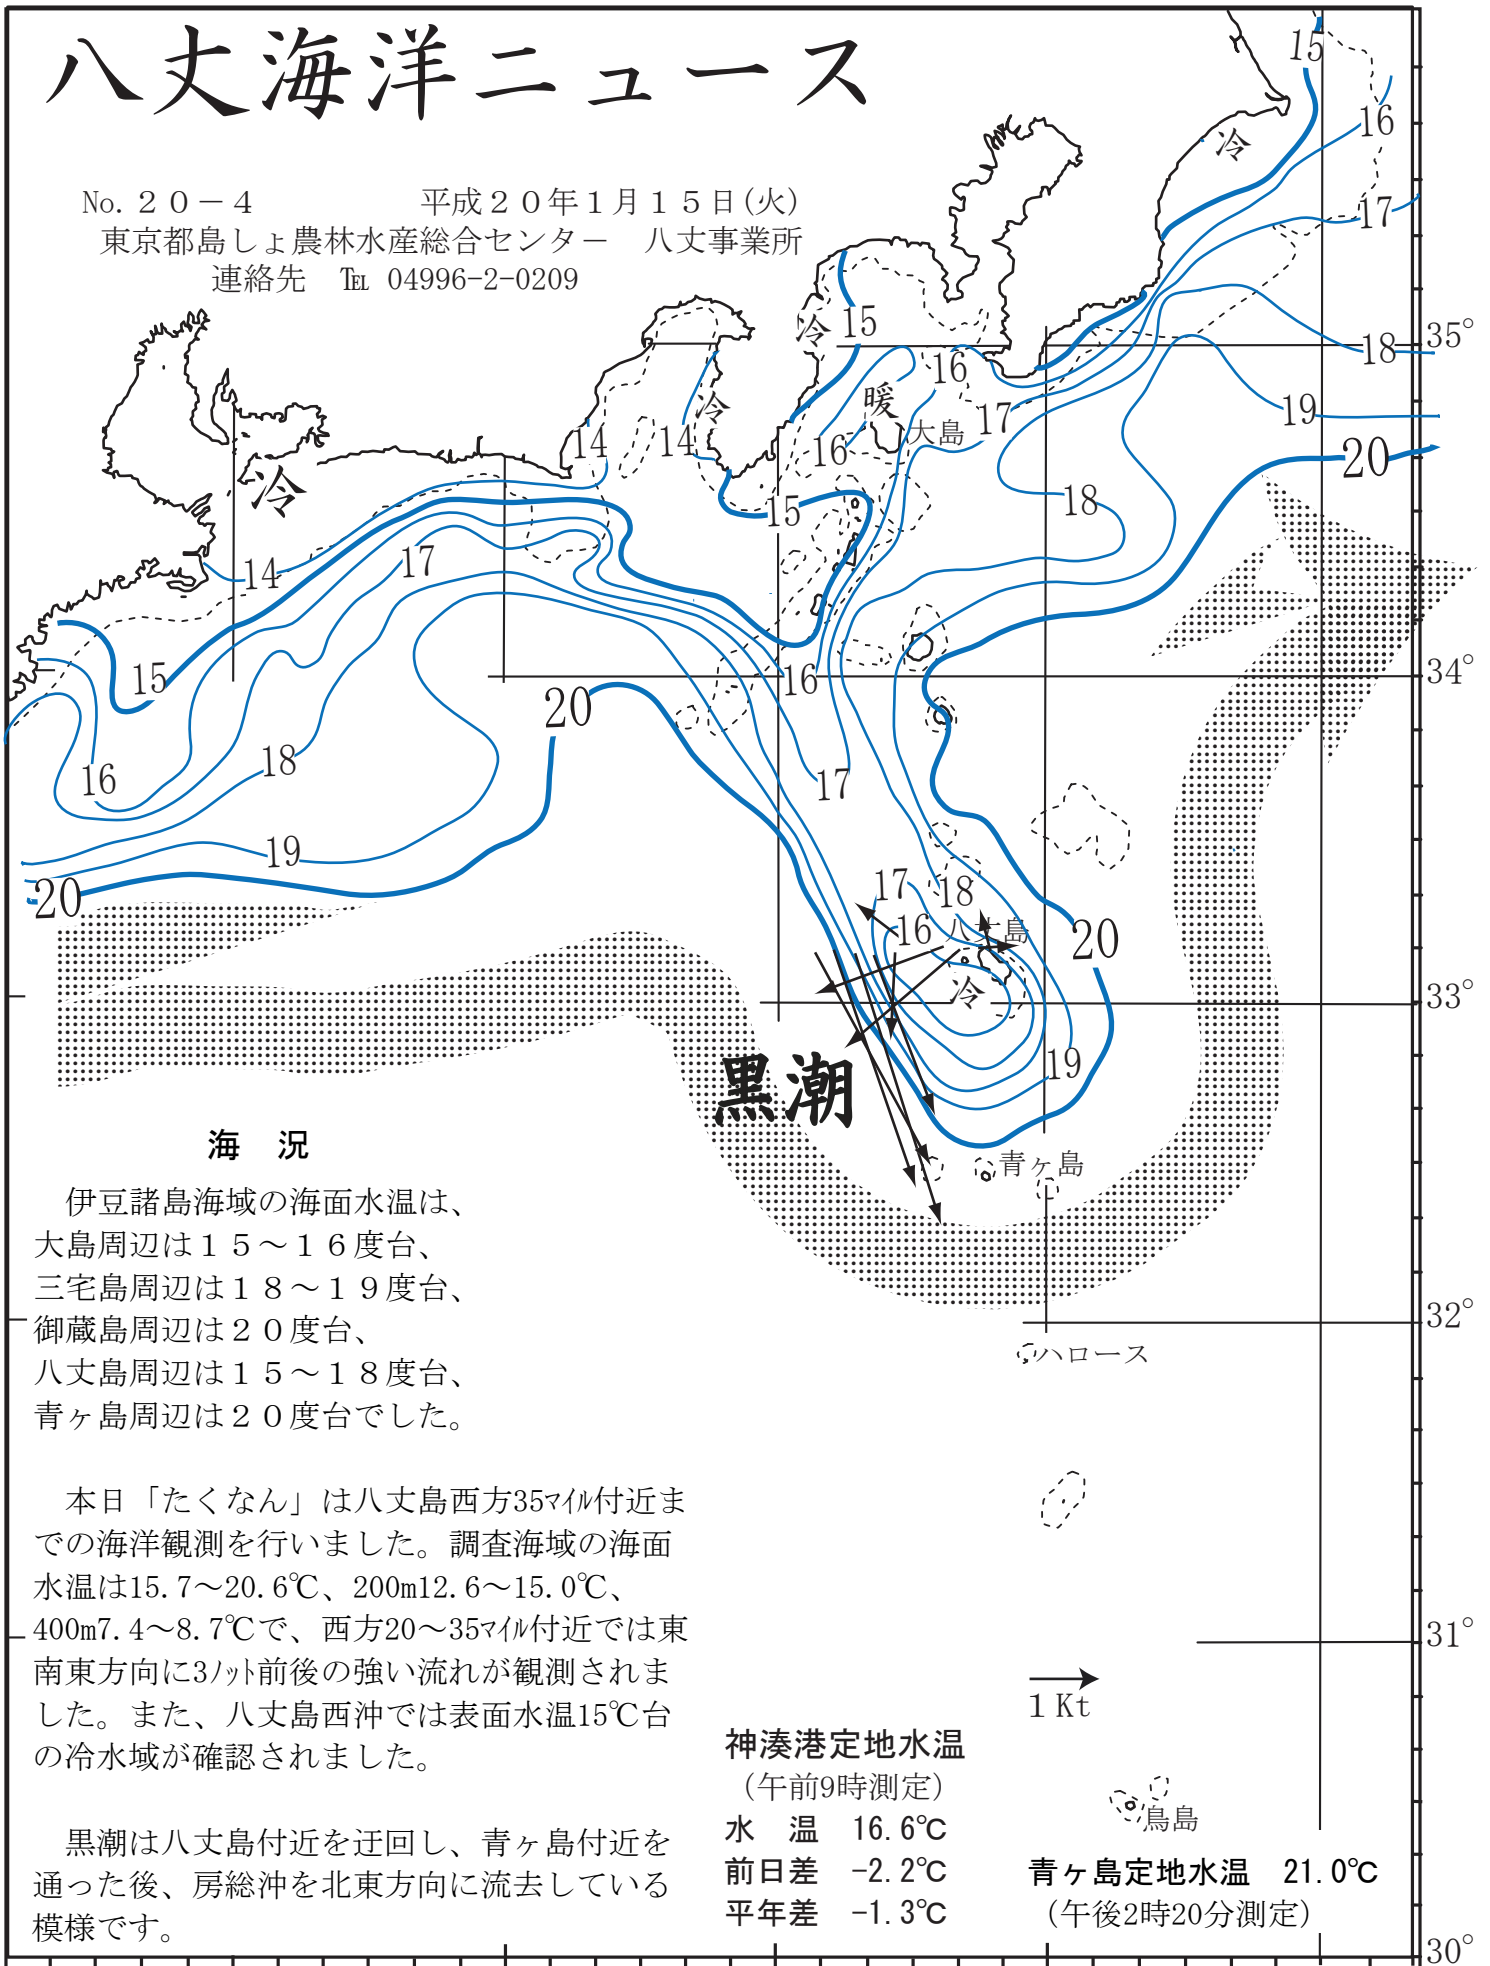 八丈海洋ニュース
No.２０－４　平成２０年１月１５日(火)
東京都島しょ農林水産総合センタ－　八丈事業所
連絡先　℡ 04996-2-0209
15
16
17
18
19
20
35°
34°
33°
32°
31°
30°
冷
冷
15
16
暖
大島
17
16
18
冷
14
14
15
冷
14
17
15
16
18
19
20
20
16
17
17
18
16
八丈島
冷
20
19
黒潮
青ヶ島
ハロース
鳥島
1 Kt
海　況
伊豆諸島海域の海面水温は、
大島周辺は１５～１６度台、
三宅島周辺は１８～１９度台、
御蔵島周辺は２０度台、
八丈島周辺は１５～１８度台、
青ヶ島周辺は２０度台でした。
本日「たくなん」は八丈島西方35ﾏｲﾙ付近ま
での海洋観測を行いました。調査海域の海面
水温は15.7～20.6℃、200m12.6～15.0℃、
400m7.4～8.7℃で、西方20～35ﾏｲﾙ付近では東
南東方向に3ﾉｯﾄ前後の強い流れが観測されま
した。また、八丈島西沖では表面水温15℃台
の冷水域が確認されました。
黒潮は八丈島付近を迂回し、青ヶ島付近を
通った後、房総沖を北東方向に流去している
模様です。
神湊港定地水温
（午前9時測定）
水　温　16.6℃
前日差　-2.2℃
平年差　-1.3℃
青ヶ島定地水温　21.0℃
（午後2時20分測定）